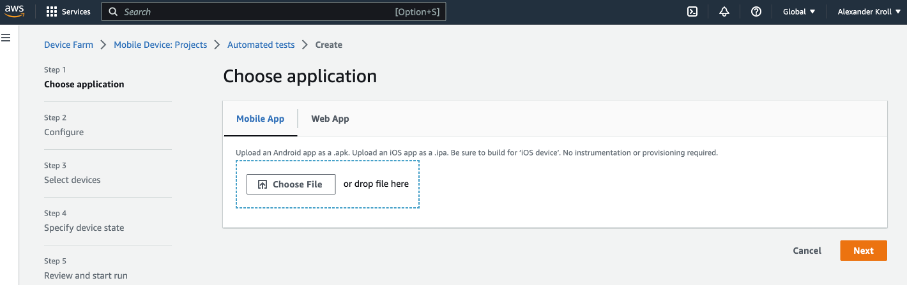 aws
Services
Search
[Option+S]
Global
Alexander Kroll
Device Farm
Mobile Device: Projects
Automated tests
Create
Step 1
Choose application
Step 2
Configure
Step 3
Select devices
Step 4
Specify device state
Step 5
Review and start run
Choose application
Mobile App
Web App
Upload an Android app as a .apk. Upload an iOS app as a .ipa. Be sure to build for 'iOS device'. No instrumentation or provisioning required.
Choose File
or drop file here
Cancel
Next